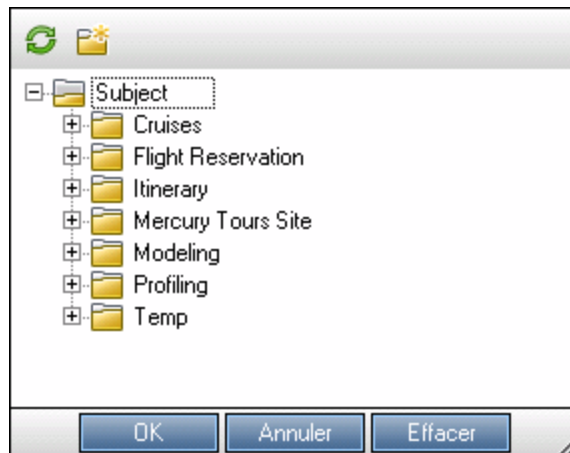 Subject
Cruises
Flight Reservation
Itinerary
Mercury Tours Site
Modeling
Profiling
Temp
OK Annuler Effacer